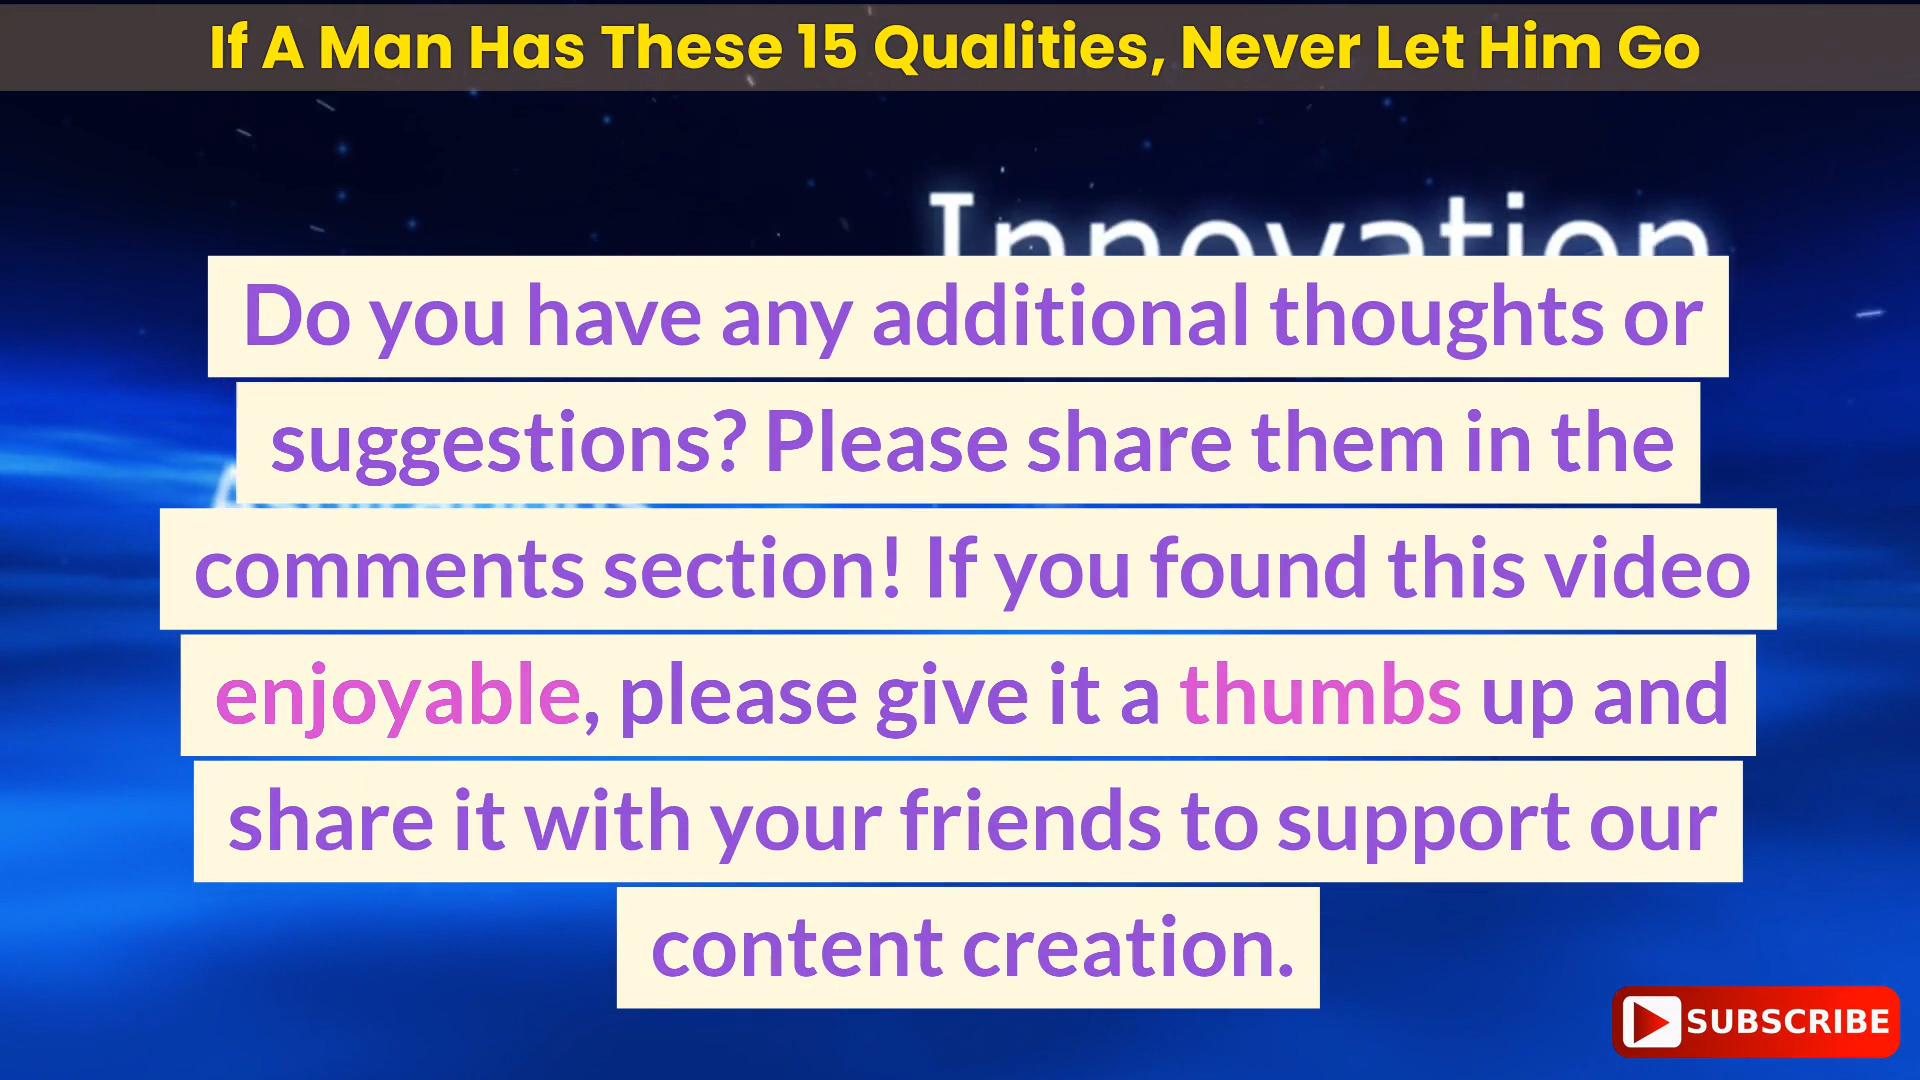 If A Man Has These 15 Qualities, Never Let Him Go
Innovation
Do you have any additional thoughts or
suggestions? Please share them in the
comments section! If you found this video
enjoyable, please give it a thumbs up and
share it with your friends to support our
content creation.
SUBSCRIBE